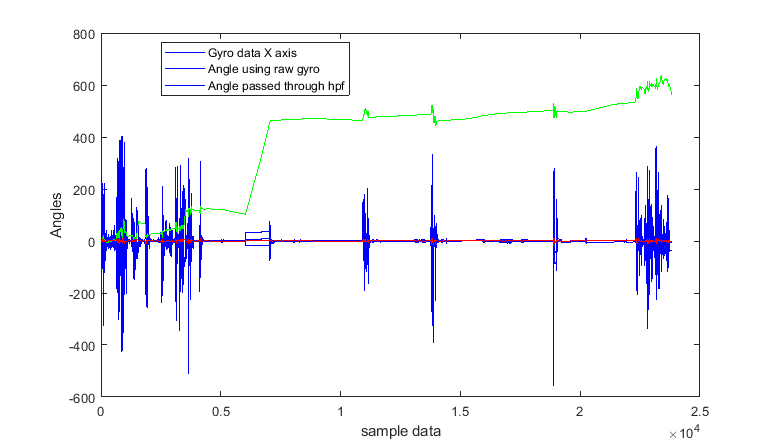 Gyro data X axis
Angle using raw gyro
Angle passed through hpf
800
600
400
200
0
-200
-400
-600
Angles
0 0.5 1 1.5 2 2.5
sample data
×10^4